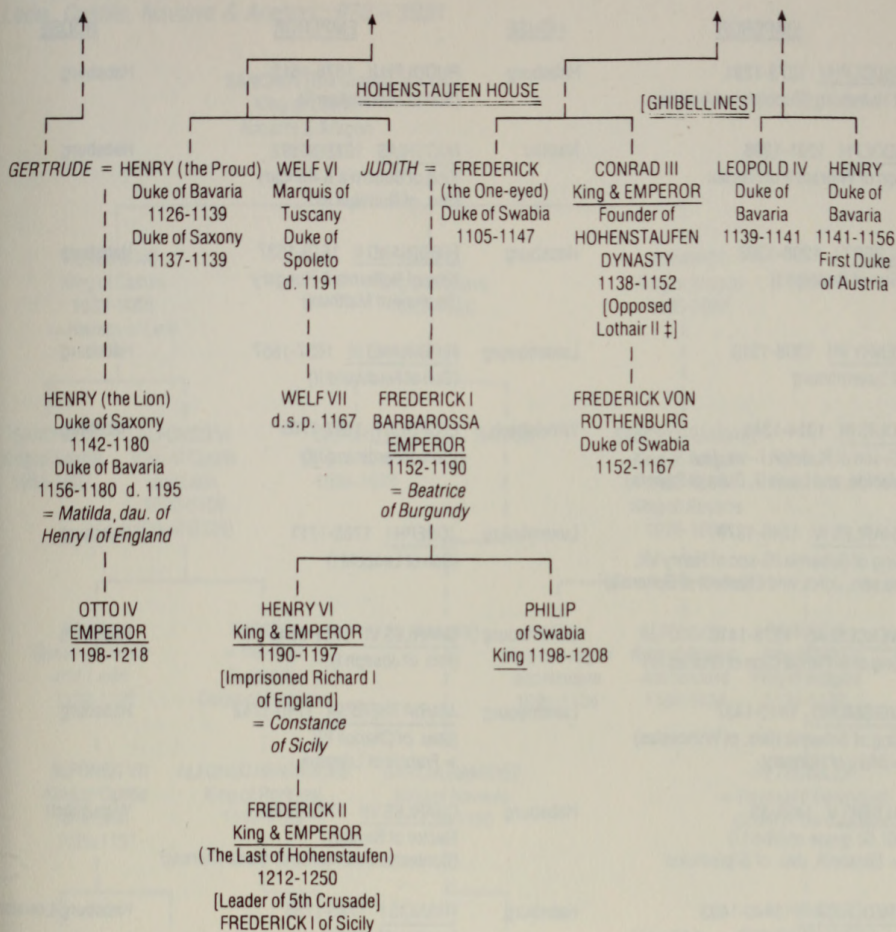 HOHENSTAUFEN HOUSE
[GHIBELLINES]
GERTRUDE = HENRY (the Proud)
Duke of Bavaria
1126-1139
Duke of Saxony
1137-1139
WELF VI
Marquis of
Tuscany
Duke of
Spoleto
d. 1191
JUDITH = FREDERICK
(the One-eyed)
Duke of Swabia
1105-1147
CONRAD III
King & EMPEROR
Founder of
HOHENSTAUFEN
DYNASTY
1138-1152
[Opposed
Lothair II ‡]
LEOPOLD IV
Duke of
Bavaria
1139-1141
HENRY
Duke of
Bavaria
1141-1156
First Duke
of Austria
HENRY (the Lion)
Duke of Saxony
1142-1180
Duke of Bavaria
1156-1180 d. 1195
= Matilda, dau. of
Henry I of England
WELF VII
d.s.p. 1167
FREDERICK I
BARBAROSSA
EMPEROR
1152-1190
= Beatrice
of Burgundy
FREDERICK VON
ROTHENBURG
Duke of Swabia
1152-1167
OTTO IV
EMPEROR
1198-1218
HENRY VI
King & EMPEROR
1190-1197
[Imprisoned Richard I
of England]
= Constance
of Sicily
PHILIP
of Swabia
King 1198-1208
FREDERICK II
King & EMPEROR
(The Last of Hohenstaufen)
1212-1250
[Leader of 5th Crusade]
FREDERICK I of Sicily